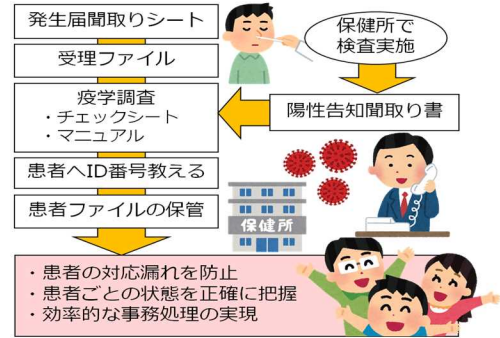 発生届聞取りシート
受理ファイル
疫学調査
・チェックシート
・マニュアル
患者へID番号教える
患者ファイルの保管
保健所で
検査実施
陽性告知聞取り書
保健所
・患者の対応漏れを防止
・患者ごとの状態を正確に把握
・効率的な事務処理の実現